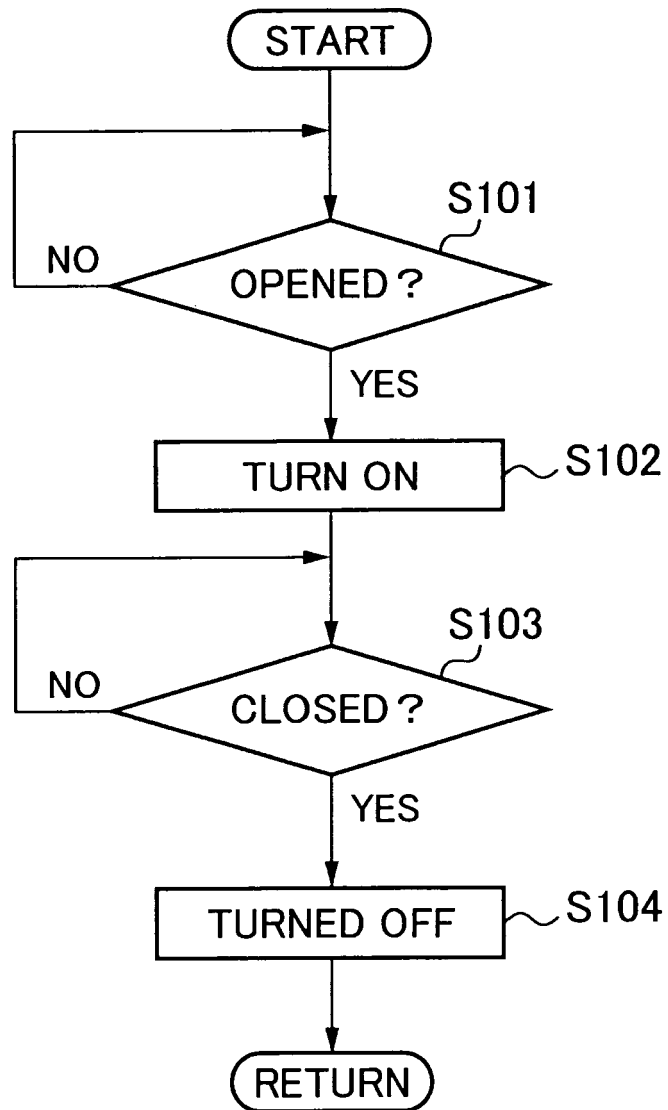 START
S101
NO
OPENED?
YES
TURN ON
S102
S103
NO
CLOSED?
YES
TURNED OFF
S104
RETURN